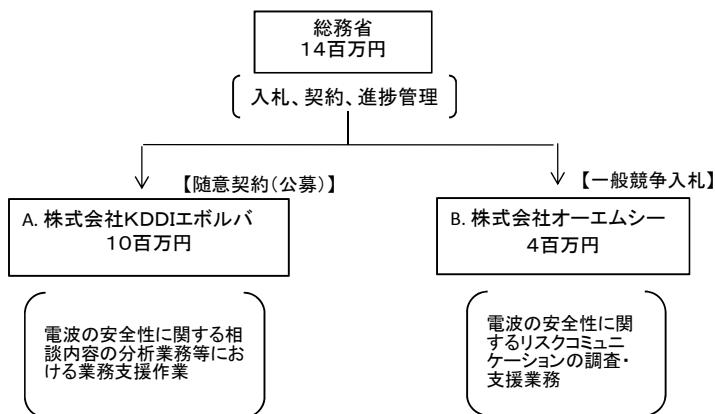 総務省
14百万円
入札、契約、進捗管理
【随意契約(公募)】
【一般競争入札】
A. 株式会社KDDIエボルバ
10百万円
B. 株式会社オーエムシー
4百万円
電波の安全性に関する相
談内容の分析業務等にお
ける業務支援作業
電波の安全性に関
するリスクコミュニ
ケーションの調査・
支援業務